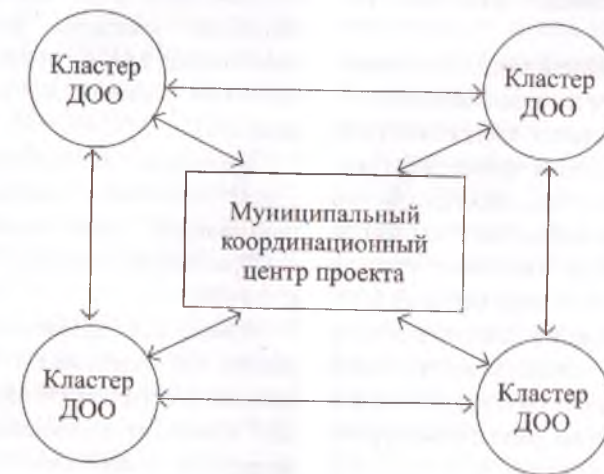 Кластер
ДОО
Кластер
ДОО
Муниципальный
координационный
центр проекта
Кластер
ДОО
Кластер
ДОО